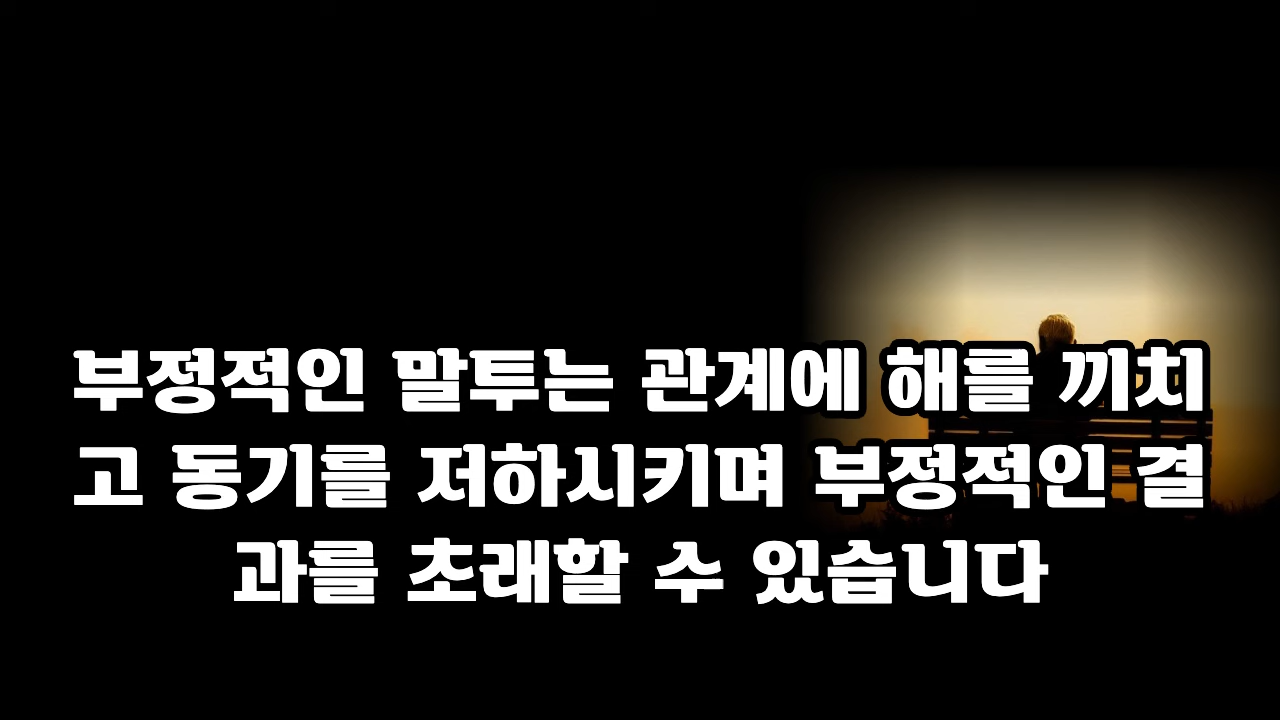 부정적인 말투는 관계에 해를 끼치
고 동기를 저하시키며 부정적인 결
과를 초래할 수 있습니다